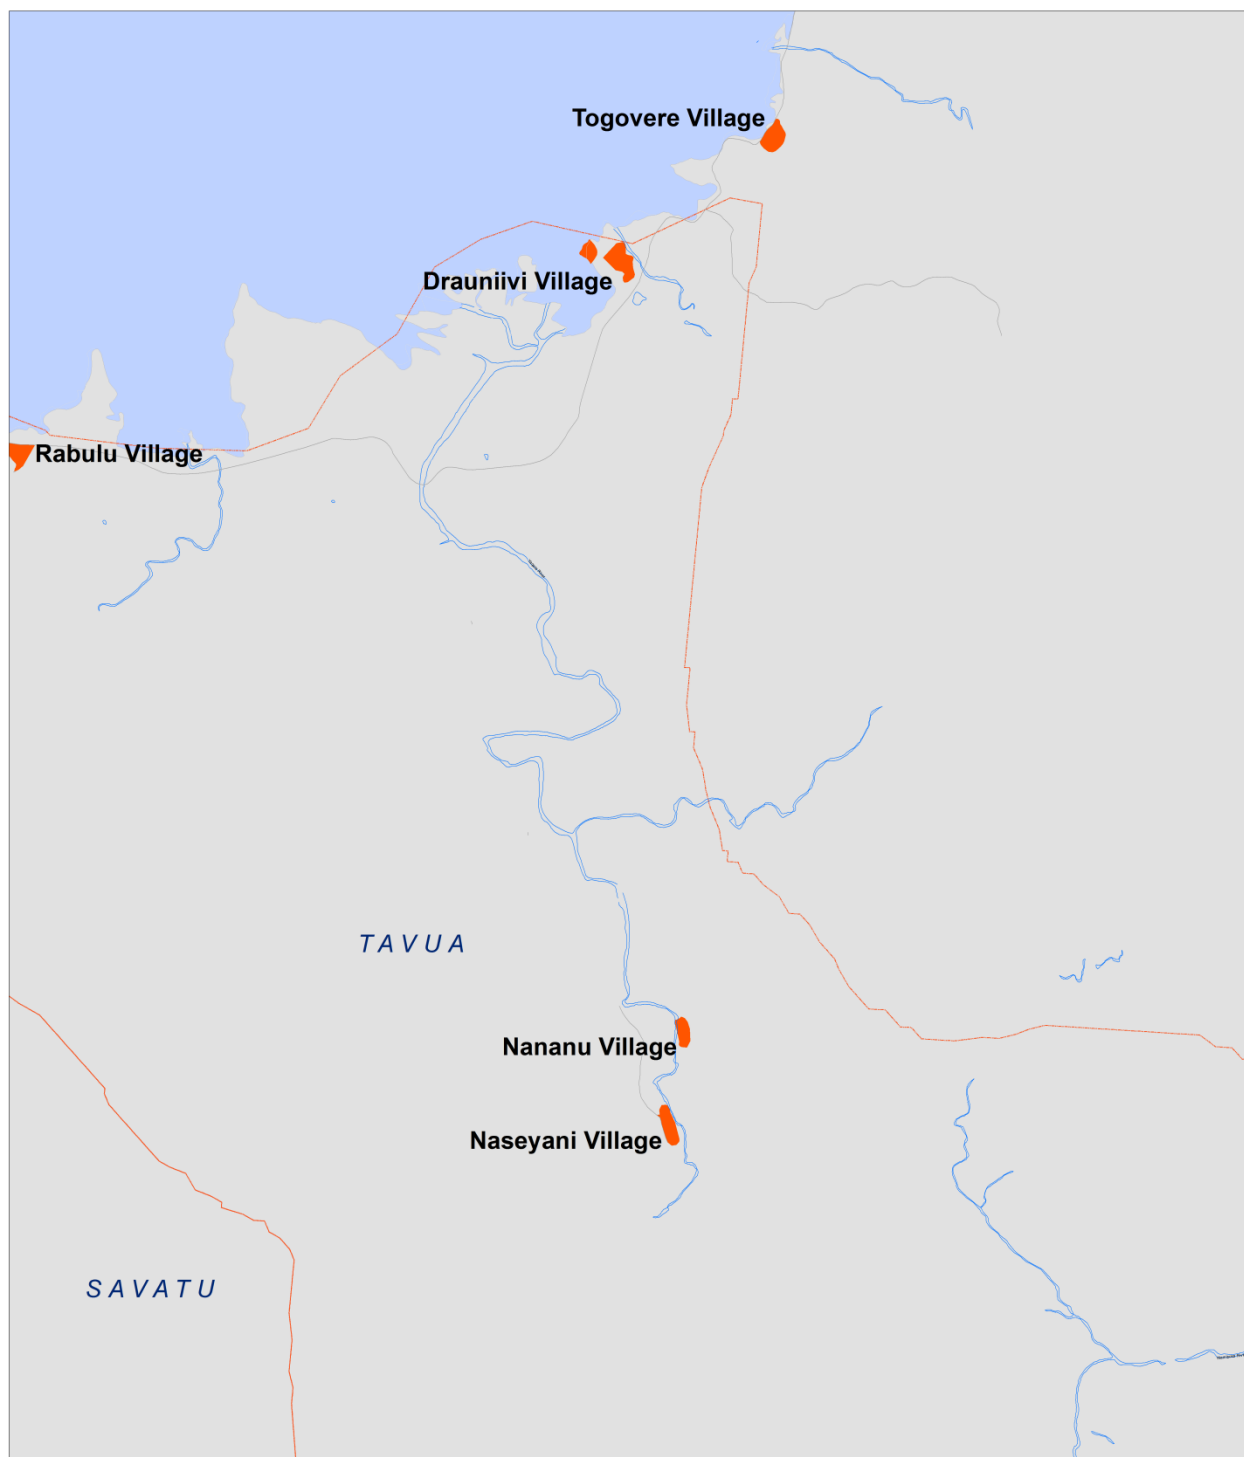 Togovere Village
Drauniivi Village
Rabulu Village
TAVUA
Nananu Village
Naseyani Village
SAVATU